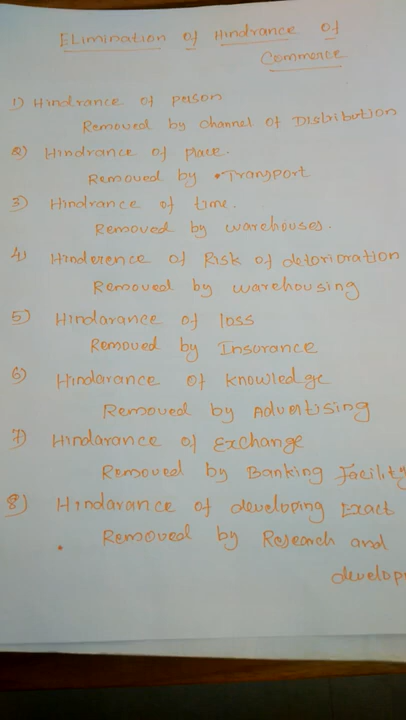 ELimination of Hindrance of
Commerce
1) Hindrance of person
Removed by channel of Distribution
2) Hindrance of place.
Removed by Transport
3) Hindrance of time.
Removed by warehouses.
4) Hinderence of Risk of detorioration
Removed by warehousing
5) Hindarance of loss
Removed by Insurance
6) Hindarance of knowledge
Removed by Advertising
7) Hindarance of Exchange
Removed by Banking facility
8) Hindarance of developing Exact
Removed by Research and
develop